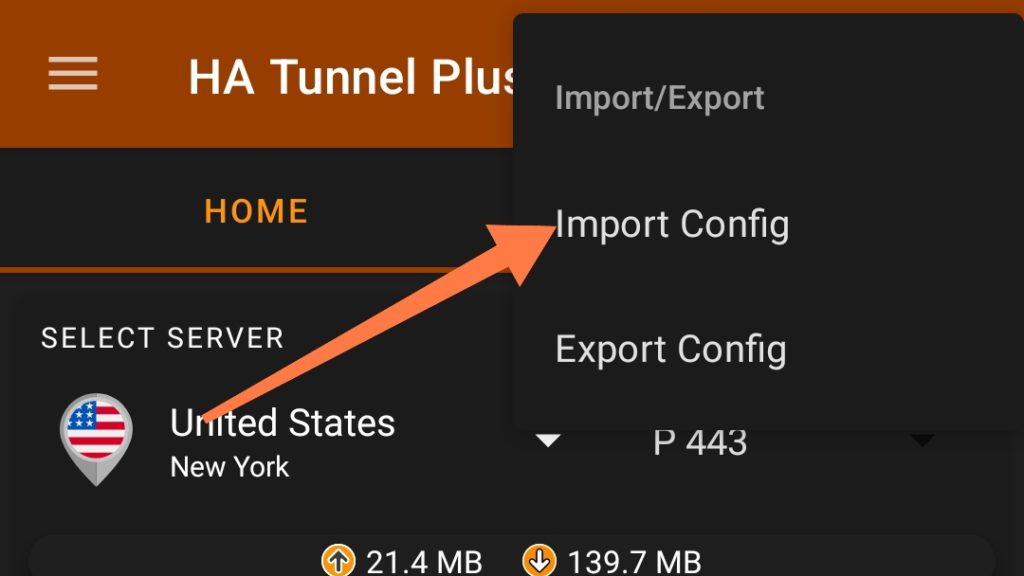 HA Tunnel Plus
Import/Export
Import Config
Export Config
HOME
SELECT SERVER
United States
New York
P 443
21.4 MB
139.7 MB